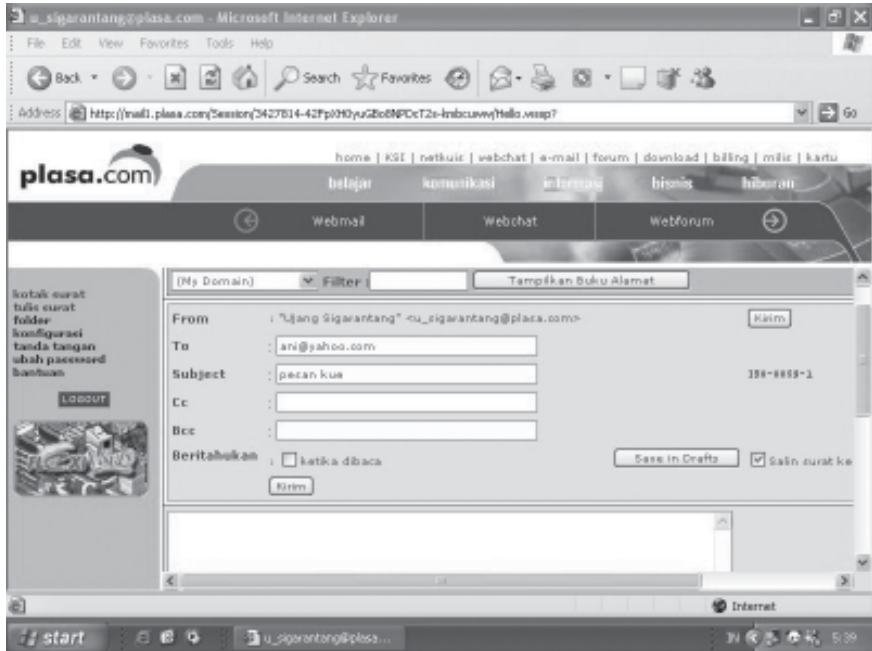 u_sigarantang@plasa.com - Microsoft Internet Explorer
File Edit View Favorites Tools Help
Back Search Favorites
Address Go
plasa.com
home | KSI | netkuis | webchat | e-mail | forum | download | billing | milis | kartu
belajar komunikasi informasi bisnis hiburan
Webmail Webchat Webforum
(My Domain) Filter : Tampilkan Buku Alamat
kotak surat
tulis surat
folder
konfigurasi
tanda tangan
ubah password
bantuan
LOGOUT
From : "Ujang Sigarantang" <u_sigarantang@plasa.com> Kirim
To : ani@yahoo.com
Subject : pesan kue
Cc :
Bcc :
Beritahukan : ketika dibaca Save in Drafts Salin surat ke
Kirim
Internet
start u_sigarantang@plasa... IN 5:39